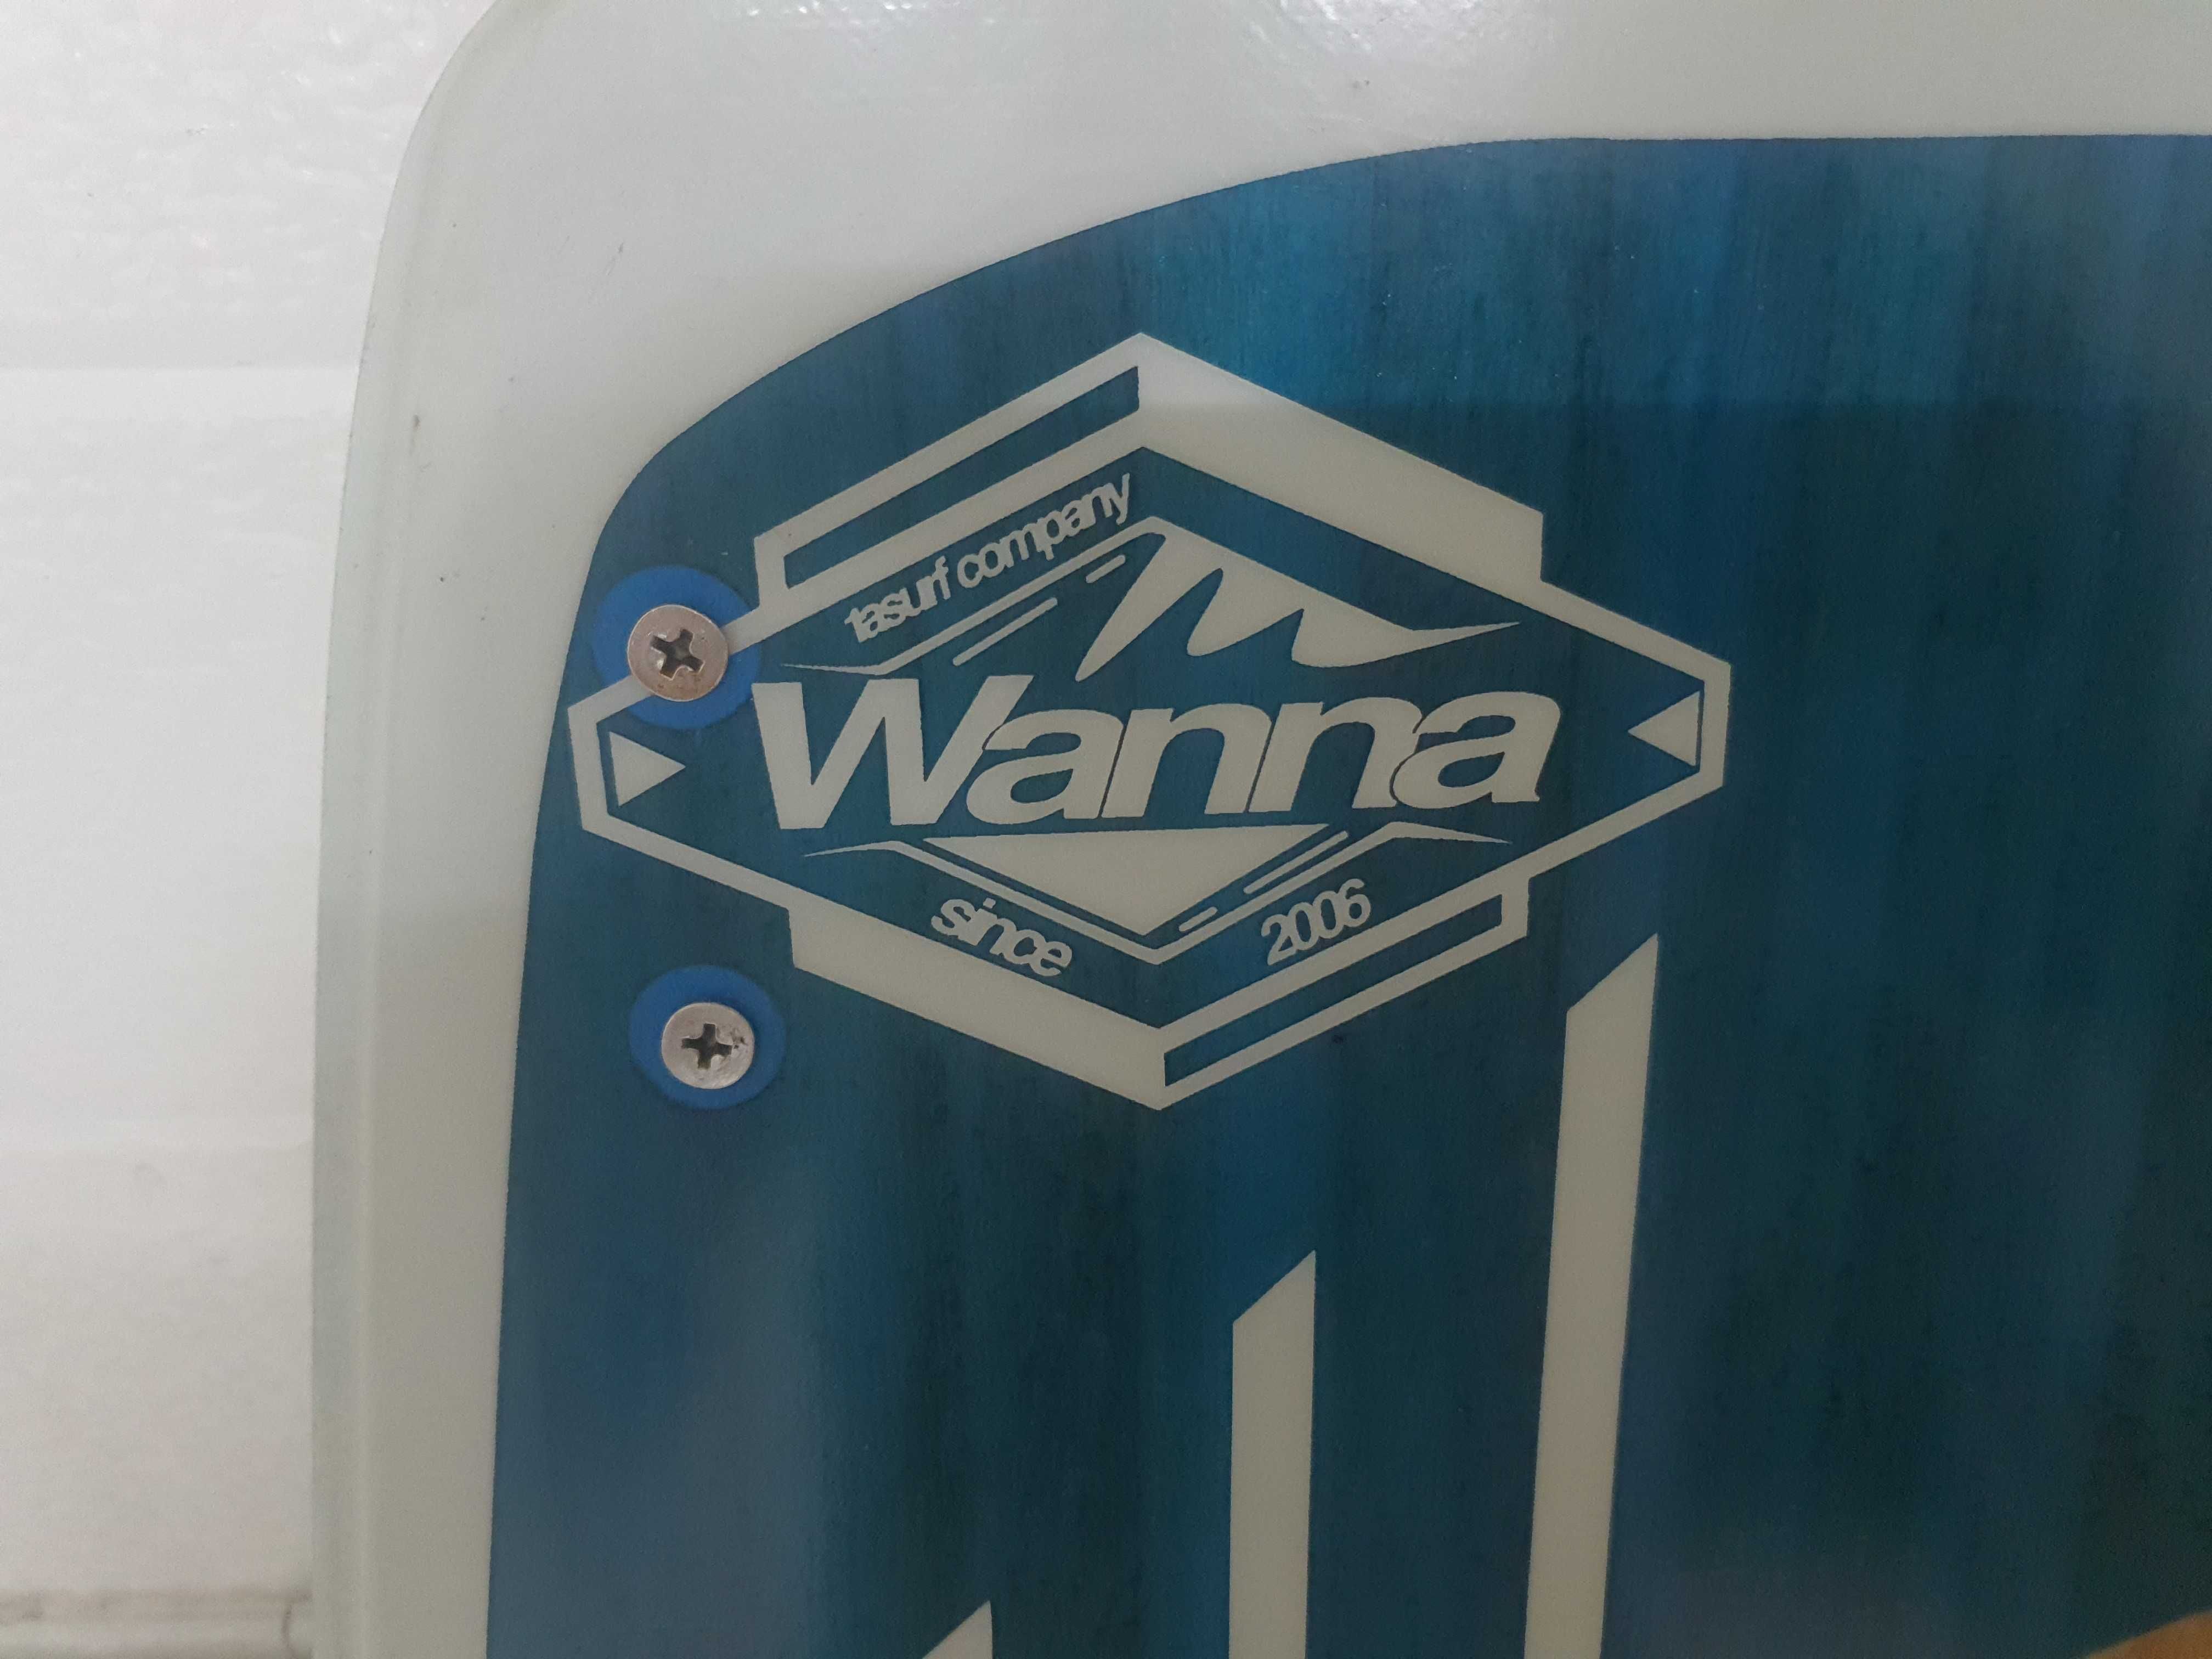 tasurf company
Wanna
since 2006